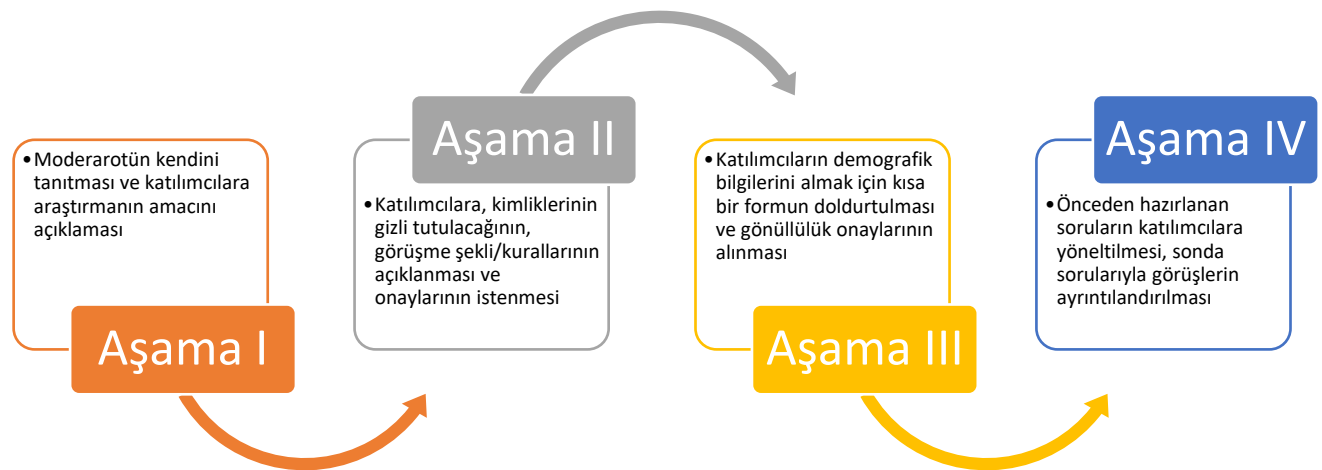 •Moderarotün kendini
tanıtması ve katılımcılara
araştırmanın amacını
açıklaması
Aşama I
Aşama II
•Katılımcılara, kimliklerinin
gizli tutulacağının,
görüşme şekli/kurallarının
açıklanması ve
onaylarının istenmesi
•Katılımcıların demografik
bilgilerini almak için kısa
bir formun doldurtulması
ve gönüllülük onaylarının
alınması
Aşama III
Aşama IV
•Önceden hazırlanan
soruların katılımcılara
yöneltilmesi, sonda
sorularıyla görüşlerin
ayrıntılandırılması